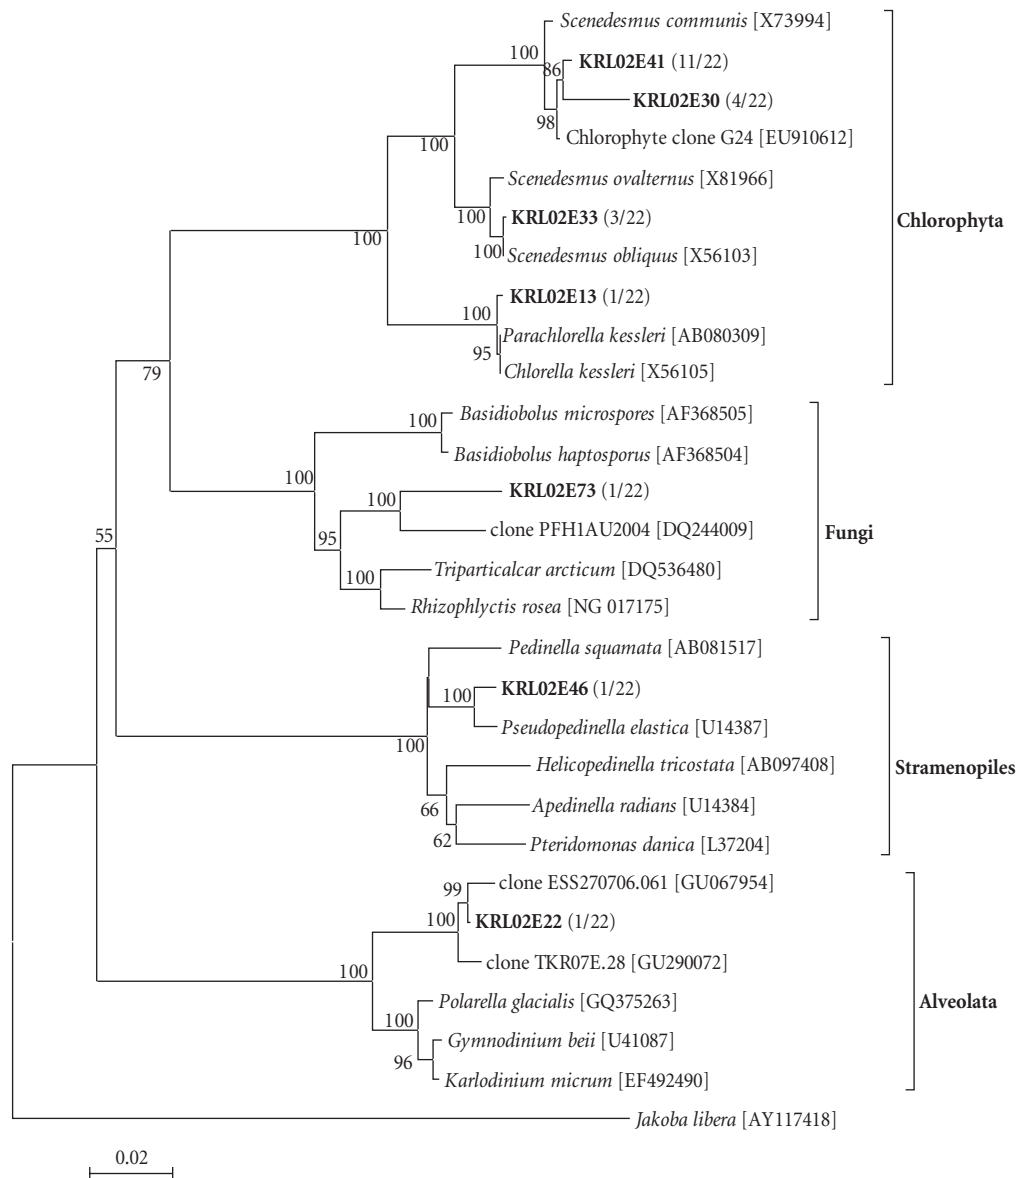 Scenedesmus communis [X73994]
100
86
KRL02E41 (11/22)
KRL02E30 (4/22)
98
Chlorophyte clone G24 [EU910612]
100
Scenedesmus ovalternus [X81966]
100
KRL02E33 (3/22)
Chlorophyta
100
100
Scenedesmus obliquus [X56103]
KRL02E13 (1/22)
100
Parachlorella kessleri [AB080309]
95
Chlorella kessleri [X56105]
79
Basidiobolus microspores [AF368505]
100
Basidiobolus haptosporus [AF368504]
100
KRL02E73 (1/22)
100
clone PFH1AU2004 [DQ244009]
Fungi
55
95
Triparticalcar arcticum [DQ536480]
100
Rhizophlyctis rosea [NG 017175]
Pedinella squamata [AB081517]
KRL02E46 (1/22)
100
Pseudopedinella elastica [U14387]
100
Helicopedinella tricostata [AB097408]
Stramenopiles
Apedinella radians [U14384]
66
62
Pteridomonas danica [L37204]
clone ESS270706.061 [GU067954]
99
KRL02E22 (1/22)
100
clone TKR07E.28 [GU290072]
100
Polarella glacialis [GQ375263]
Alveolata
100
Gymnodinium beii [U41087]
96
Karlodinium micrum [EF492490]
Jakoba libera [AY117418]
0.02